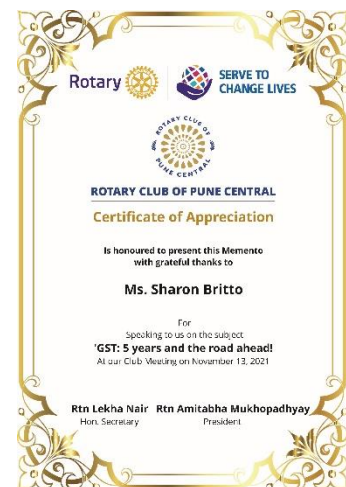 Rotary
SERVE TO
CHANGE LIVES
ROTARY CLUB OF
PUNE CENTRAL
ROTARY CLUB OF PUNE CENTRAL
Certificate of Appreciation
Is honoured to present this Memento
with grateful thanks to
Ms. Sharon Britto
For
Speaking to us on the subject
'GST: 5 years and the road ahead!
At our Club Meeting on November 13, 2021
Rtn Lekha Nair Rtn Amitabha Mukhopadhyay
Hon. Secretary President